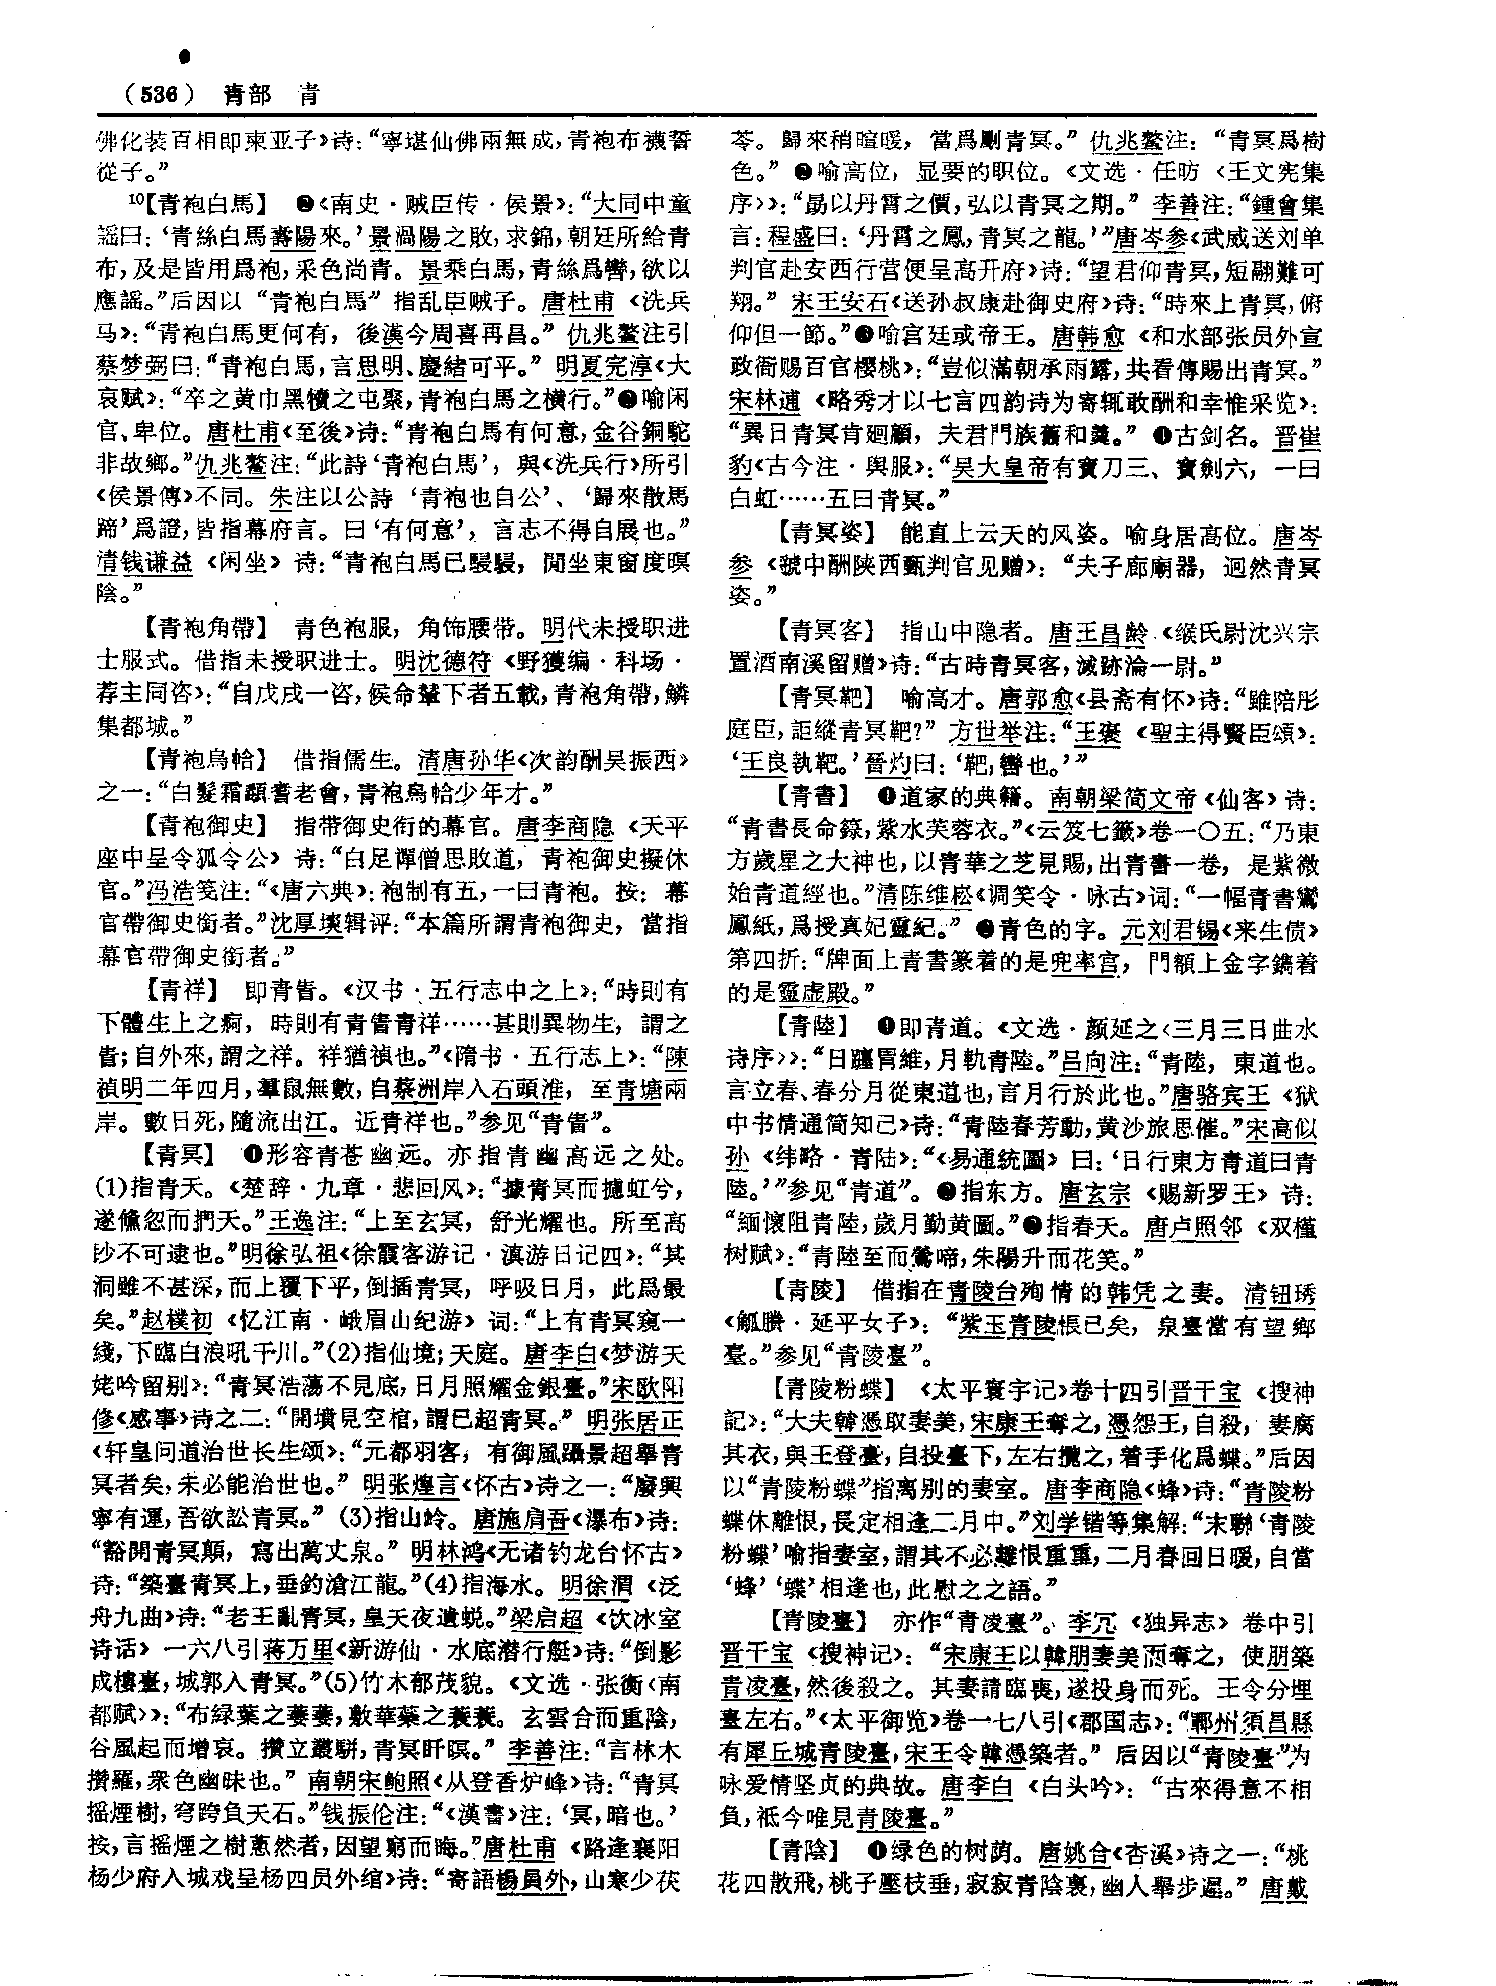 （536） 青部 青
佛化装百相即柬亚子》诗：“寧堪仙佛兩無成，青袍布襪誓
從子。”
10【青袍白馬】 ❶《南史·贼臣传·侯景》：“大同中童
謡曰：‘青絲白馬壽陽來。’景渦陽之敗，求錦，朝廷所給青
布，及是皆用爲袍，采色尚青。景乘白馬，青絲爲轡，欲以
應謡。”后因以“青袍白馬”指乱臣贼子。唐杜甫《洗兵
马》：“青袍白馬更何有，後漢今周喜再昌。”仇兆鳌注引
蔡梦弼曰：“青袍白馬，言思明、慶緒可平。”明夏完淳《大
哀赋》：“卒之黄巾黑犢之屯聚，青袍白馬之横行。”❷喻闲
官、卑位。唐杜甫《至後》诗：“青袍白馬有何意，金谷銅駝
非故鄉。”仇兆鳌注：“此詩‘青袍白馬’，與《洗兵行》所引
《侯景傳》不同。朱注以公詩‘青袍也自公’、‘歸來散馬
蹄’爲證，皆指幕府言。曰‘有何意’，言志不得自展也。”
清钱谦益《闲坐》诗：“青袍白馬已駸駸，閒坐東窗度暝
陰。”
【青袍角帶】 青色袍服，角饰腰带。明代未授职进
士服式。借指未授职进士。明沈德符《野獲编·科场·
荐主同咨》：“自戊戌一咨，候命輦下者五載，青袍角帶，鱗
集都城。”
【青袍烏帢】 借指儒生。清唐孙华《次韵酬吴振西》
之一：“白髮霜顱耆老會，青袍烏帢少年才。”
【青袍御史】 指带御史衔的幕官。唐李商隐《天平
座中呈令狐令公》诗：“白足禪僧思敗道，青袍御史擬休
官。”冯浩笺注：“《唐六典》：袍制有五，一曰青袍。按：幕
官帶御史銜者。”沈厚塽辑评：“本篇所謂青袍御史，當指
幕官帶御史銜者。”
【青祥】 即青眚。《汉书·五行志中之上》：“時則有
下體生上之痾，時則有青眚青祥……甚則異物生，謂之
眚；自外來，謂之祥。祥猶禎也。”《隋书·五行志上》：“陳
禎明二年四月，羣鼠無數，自蔡洲岸入石頭淮，至青塘兩
岸。數日死，隨流出江。近青祥也。”参见“青眚”。
【青冥】 ❶形容青苍幽远。亦指青幽高远之处。
(1)指青天。《楚辞·九章·悲回风》：“據青冥而攄虹兮，
遂儵忽而捫天。”王逸注：“上至玄冥，舒光耀也。所至高
眇不可逮也。”明徐弘祖《徐霞客游记·滇游日记四》：“其
洞雖不甚深，而上覆下平，倒插青冥，呼吸日月，此爲最
矣。”赵樸初《忆江南·峨眉山纪游》词：“上有青冥窺一
綫，下臨白浪吼千川。”(2)指仙境；天庭。唐李白《梦游天
姥吟留别》：“青冥浩蕩不見底，日月照耀金銀臺。”宋欧阳
修《感事》诗之二：“開墳見空棺，謂已超青冥。”明张居正
《轩皇问道治世长生颂》：“元都羽客，有御風躡景超舉青
冥者矣，未必能治世也。”明张煌言《怀古》诗之一：“廢興
寧有運，吾欲訟青冥。”(3)指山岭。唐施肩吾《瀑布》诗：
“豁開青冥顛，寫出萬丈泉。”明林鸿《无诸钓龙台怀古》
诗：“築臺青冥上，垂釣滄江龍。”(4)指海水。明徐渭《泛
舟九曲》诗：“老王亂青冥，皇天夜遺蜕。”梁启超《饮冰室
诗话》一六八引蒋万里《新游仙·水底潜行艇》诗：“倒影
成樓臺，城郭入青冥。”(5)竹木郁茂貌。《文选·张衡〈南
都赋〉》：“布緑葉之萋萋，敷華蘂之蓑蓑。玄雲合而重陰，
谷風起而增哀。攢立叢駢，青冥盱瞑。”李善注：“言林木
攢羅，衆色幽昧也。”南朝宋鲍照《从登香炉峰》诗：“青冥
摇煙樹，穹跨負天石。”钱振伦注：“《漢書》注：‘冥，暗也。’
按，言摇煙之樹蔥然者，因望窮而晦。”唐杜甫《路逢襄阳
杨少府入城戏呈杨四员外绾》诗：“寄語楊員外，山寒少茯
苓。歸來稍暄暖，當爲劚青冥。”仇兆鳌注：“青冥爲樹
色。”❷喻高位，显要的职位。《文选·任昉〈王文宪集
序〉》：“勗以丹霄之價，弘以青冥之期。”李善注：“鍾會集
言：程盛曰：‘丹霄之鳳，青冥之龍。’”唐岑参《武威送刘单
判官赴安西行营便呈高开府》诗：“望君仰青冥，短翮難可
翔。”宋王安石《送孙叔康赴御史府》诗：“時來上青冥，俯
仰但一節。”❸喻宫廷或帝王。唐韩愈《和水部张员外宣
政衙赐百官樱桃》：“豈似滿朝承雨露，共看傳賜出青冥。”
宋林逋《略秀才以七言四韵诗为寄辄敢酬和幸惟采览》：
“異日青冥肯廻顧，夫君門族舊和羹。”❹古剑名。晋崔
豹《古今注·舆服》：“吴大皇帝有寳刀三、寳劍六，一曰
白虹……五曰青冥。”
【青冥姿】 能直上云天的风姿。喻身居高位。唐岑
参《虢中酬陕西甄判官见赠》：“夫子廊廟器，迥然青冥
姿。”
【青冥客】 指山中隐者。唐王昌龄《缑氏尉沈兴宗
置酒南溪留赠》诗：“古時青冥客，滅跡淪一尉。”
【青冥靶】 喻高才。唐郭愈《县斋有怀》诗：“雖陪彤
庭臣，詎縱青冥靶？”方世举注：“王褒《聖主得賢臣頌》：
‘王良執靶。’晉灼曰：‘靶，轡也。’”
【青書】 ❶道家的典籍。南朝梁简文帝《仙客》诗：
“青書長命籙，紫水芙蓉衣。”《云笈七籤》卷一〇五：“乃東
方歲星之大神也，以青華之芝見賜，出青書一卷，是紫微
始青道經也。”清陈维崧《调笑令·咏古》词：“一幅青書鸞
鳳紙，爲授真妃靈紀。”❷青色的字。元刘君锡《来生债》
第四折：“牌面上青書篆着的是兜率宫，門額上金字鐫着
的是靈虚殿。”
【青陸】 ❶即青道。《文选·颜延之〈三月三日曲水
诗序〉》：“日躔胃維，月軌青陸。”吕向注：“青陸，東道也。
言立春、春分月從東道也，言月行於此也。”唐骆宾王《狱
中书情通简知己》诗：“青陸春芳動，黄沙旅思催。”宋高似
孙《纬略·青陆》：“《易通統圖》曰：‘日行東方青道曰青
陸。’”参见“青道”。❷指东方。唐玄宗《赐新罗王》诗：
“緬懷阻青陸，歲月勤黄圖。”❸指春天。唐卢照邻《双槿
树赋》：“青陸至而鶯啼，朱陽升而花笑。”
【青陵】 借指在青陵台殉情的韩凭之妻。清钮琇
《觚賸·延平女子》：“紫玉青陵悵已矣，泉臺當有望鄉
臺。”参见“青陵臺”。
【青陵粉蝶】 《太平寰宇记》卷十四引晋干宝《搜神
記》：“大夫韓憑取妻美，宋康王奪之，憑怨王，自殺，妻腐
其衣，與王登臺，自投臺下，左右攬之，着手化爲蝶。”后因
以“青陵粉蝶”指离别的妻室。唐李商隐《蜂》诗：“青陵粉
蝶休離恨，長定相逢二月中。”刘学锴等集解：“末聯‘青陵
粉蝶’喻指妻室，謂其不必離恨重重，二月春回日暖，自當
‘蜂’‘蝶’相逢也，此慰之之語。”
【青陵臺】 亦作“青凌臺”。李冗《独异志》卷中引
晋干宝《搜神记》：“宋康王以韓朋妻美而奪之，使朋築
青凌臺，然後殺之。其妻請臨喪，遂投身而死。王令分埋
臺左右。”《太平御览》卷一七八引《郡国志》：“鄆州須昌縣
有犀丘城青陵臺，宋王令韓憑築者。”后因以“青陵臺”为
咏爱情坚贞的典故。唐李白《白头吟》：“古來得意不相
負，祇今唯見青陵臺。”
【青陰】 ❶绿色的树荫。唐姚合《杏溪》诗之一：“桃
花四散飛，桃子壓枝垂，寂寂青陰裏，幽人舉步遲。”唐戴